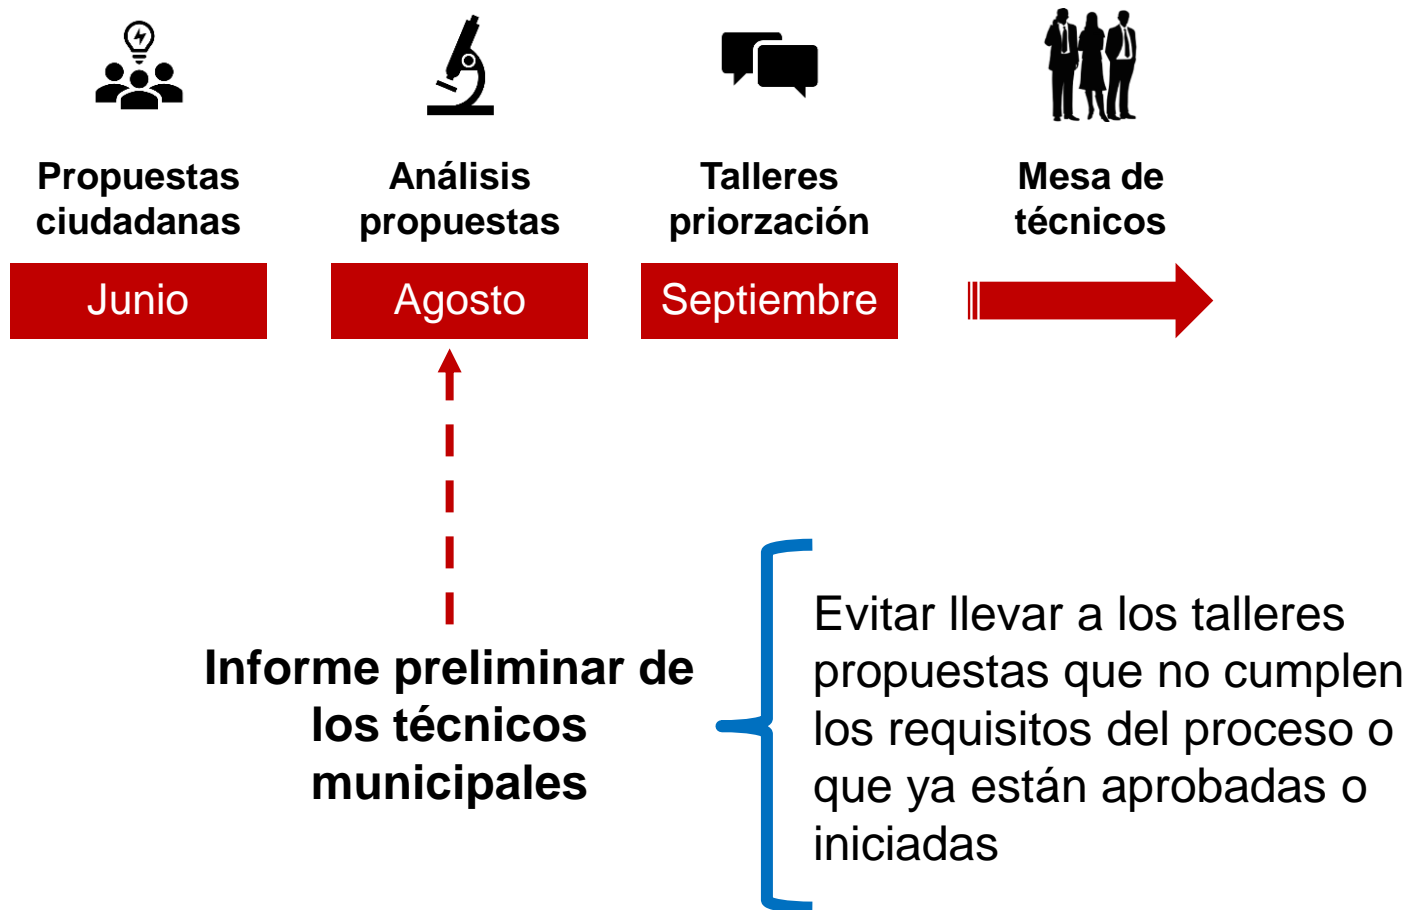 Propuestas
ciudadanas
Análisis
propuestas
Talleres
priorzación
Mesa de
técnicos
Junio
Agosto
Septiembre
Informe preliminar de
los técnicos
municipales
Evitar llevar a los talleres
propuestas que no cumplen
los requisitos del proceso o
que ya están aprobadas o
iniciadas